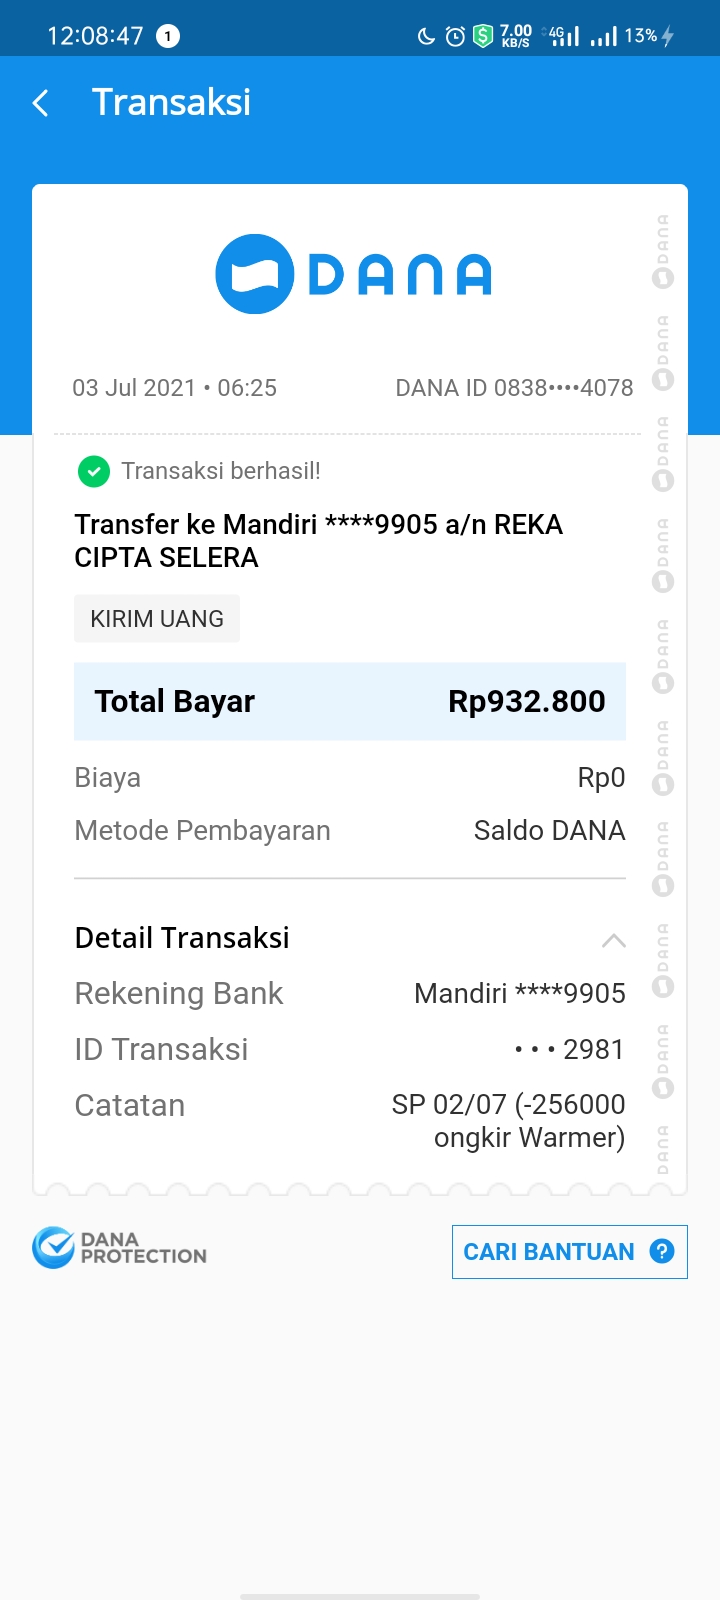 12:08:47 1 7.00 KB/S 4G 13%
Transaksi
DANA
03 Jul 2021 • 06:25 DANA ID 0838••••4078
Transaksi berhasil!
Transfer ke Mandiri ****9905 a/n REKA
CIPTA SELERA
KIRIM UANG
Total Bayar Rp932.800
Biaya Rp0
Metode Pembayaran Saldo DANA
Detail Transaksi
Rekening Bank Mandiri ****9905
ID Transaksi • • • 2981
Catatan SP 02/07 (-256000
ongkir Warmer)
DANA
DANA
DANA
DANA
DANA
DANA
DANA
DANA
DANA
DANA
DANA
PROTECTION
CARI BANTUAN ?